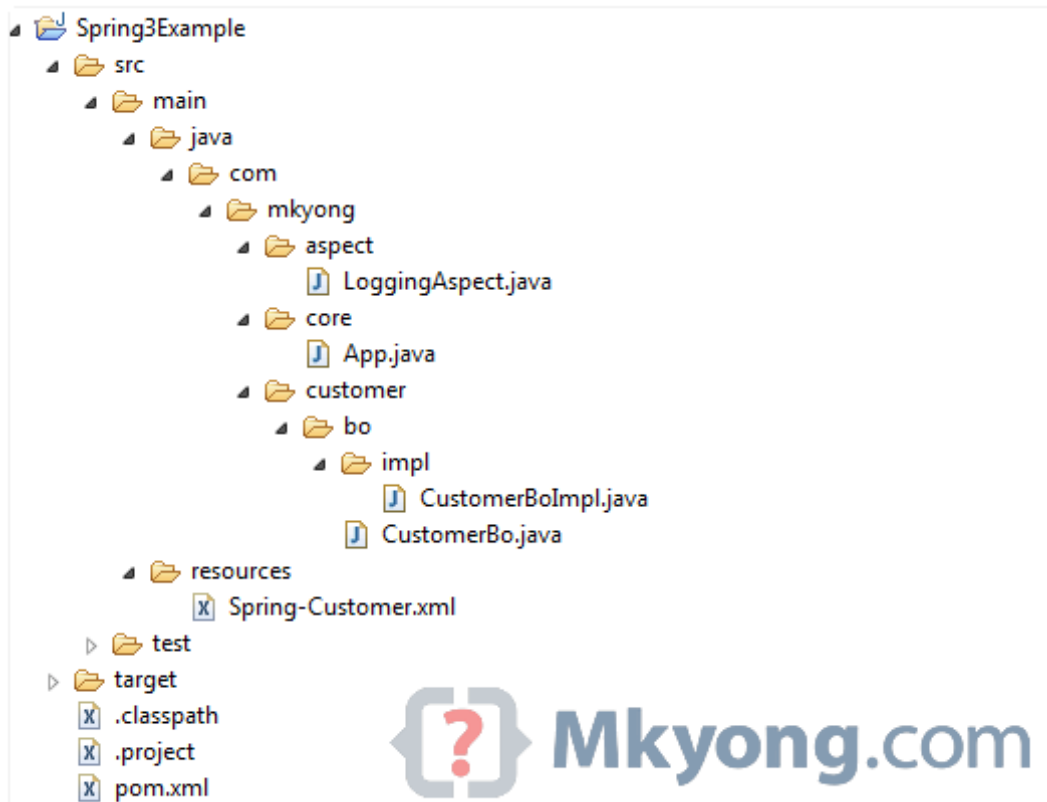 Spring3Example
src
main
java
com
mkyong
aspect
LoggingAspect.java
core
App.java
customer
bo
impl
CustomerBoImpl.java
CustomerBo.java
resources
Spring-Customer.xml
test
target
.classpath
.project
pom.xml
{?} Mkyong.com